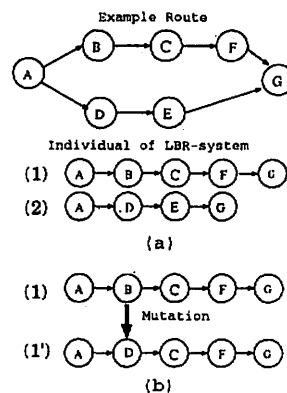 Example Route
B C F
A G
D E
Individual of LBR-system
(1) A B C F G
(2) A D E G
(a)
(1) A B C F G
Mutation
(1') A D C F G
(b)